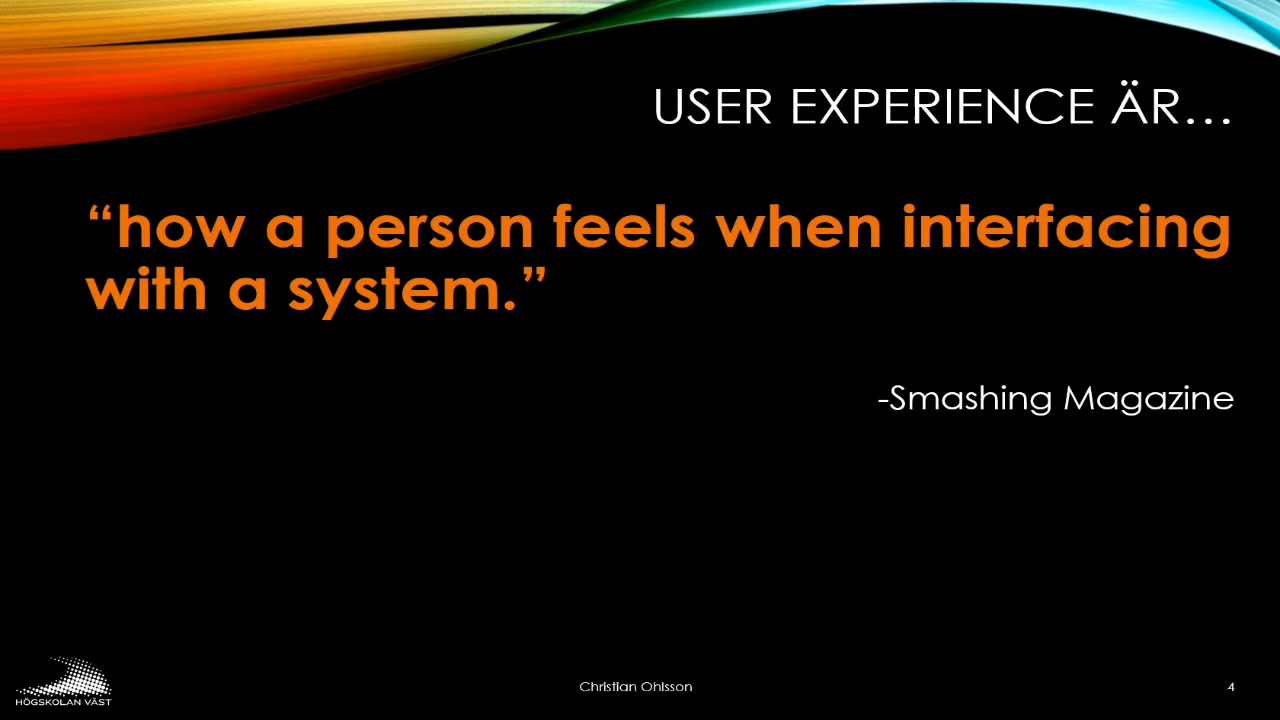 USER EXPERIENCE ÄR...
“how a person feels when interfacing
with a system.”
-Smashing Magazine
HÖGSKOLAN VÄST
Christian Ohlsson
4